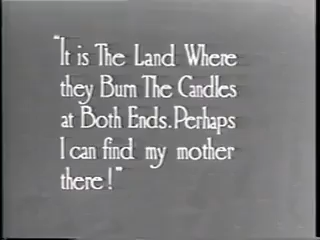 "It is The Land Where
they Burn The Candles
at Both Ends. Perhaps
I can find my mother
there!"